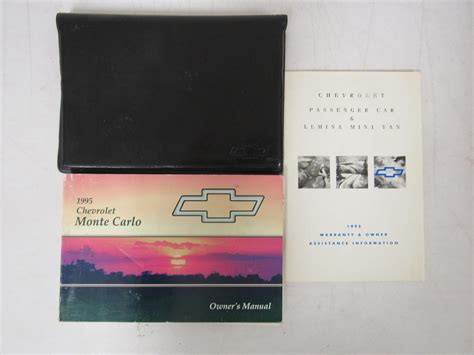 CHEVROLET
PASSENGER CAR
&
LUMINA MINI VAN
1995
WARRANTY & OWNER
ASSISTANCE INFORMATION
1995
Chevrolet
Monte Carlo
Owner's Manual